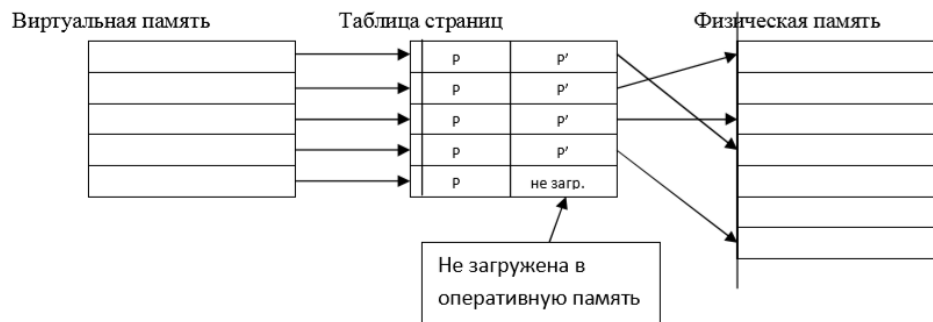 Виртуальная память
Таблица страниц
Физическая память
P P’
P P’
P P’
P P’
P не загр.
Не загружена в
оперативную память